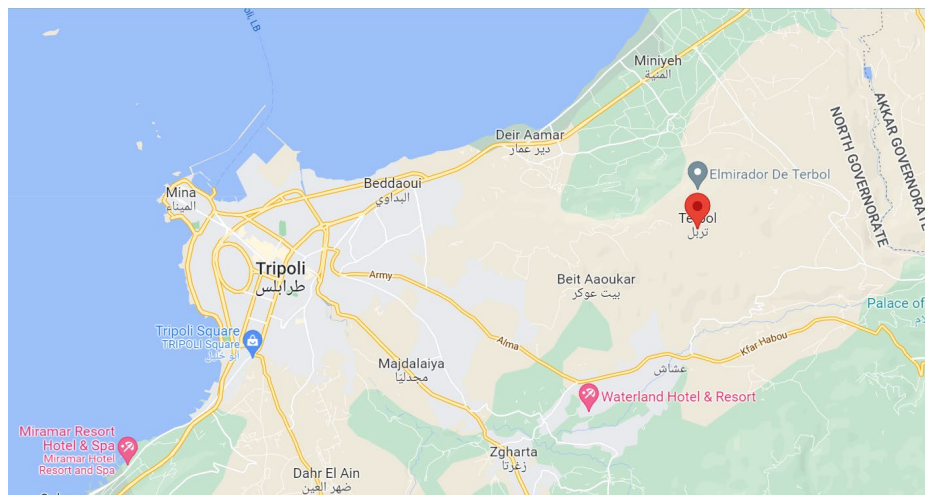 oli, LB
Miniyeh
المنية
Deir Aamar
دير عمار
AKKAR GOVERNORATE
NORTH GOVERNORATE
Elmirador De Terbol
Beddaoui
البداوي
Mina
الميناء
تربل
Tripoli
طرابلس
Army
Beit Aaoukar
بيت عوكر
Palace of
Tripoli Square
TRIPOLI Square
Alma
Kfar Habou
Majdalaiya
مجدليا
عشاش
Waterland Hotel & Resort
Miramar Resort
Hotel & Spa
Miramar Hotel
Resort and Spa
Zgharta
زغرتا
Dahr El Ain
ضهر العين